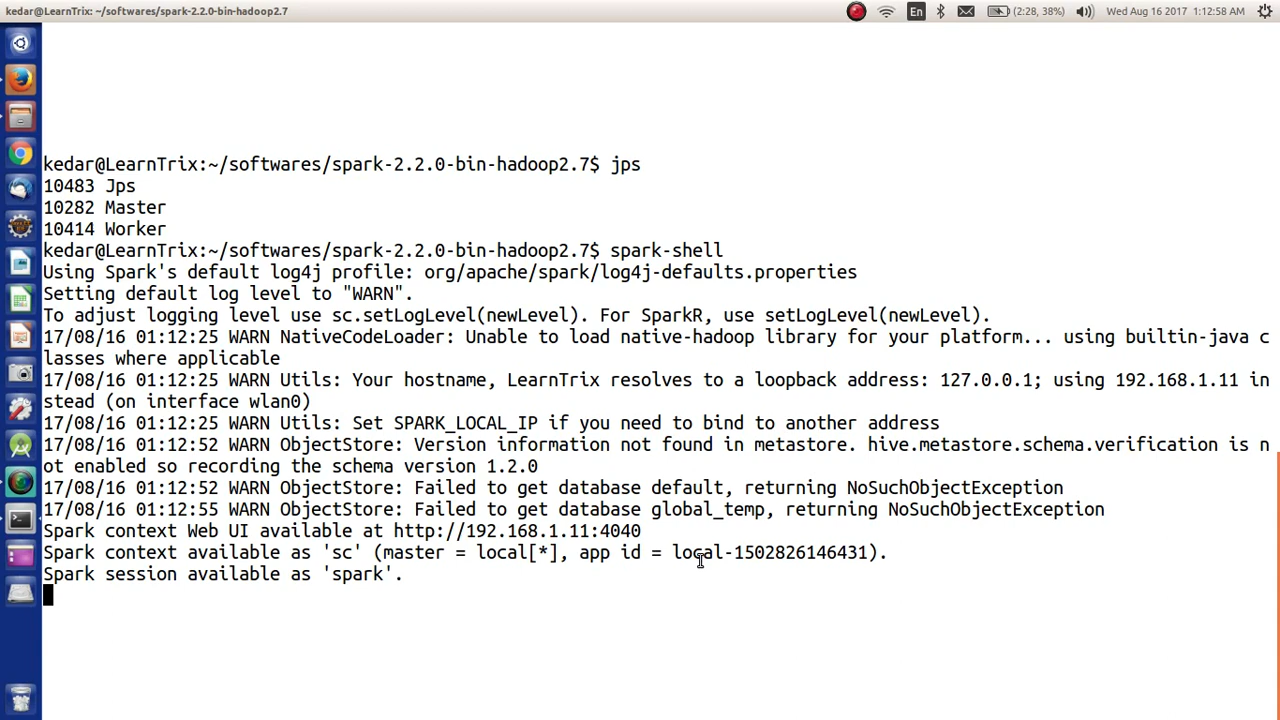 kedar@LearnTrix: ~/softwares/spark-2.2.0-bin-hadoop2.7
En
(2:28, 38%)
Wed Aug 16 2017 1:12:58 AM
kedar@LearnTrix:~/softwares/spark-2.2.0-bin-hadoop2.7$ jps
10483 Jps
10282 Master
10414 Worker
kedar@LearnTrix:~/softwares/spark-2.2.0-bin-hadoop2.7$ spark-shell
Using Spark's default log4j profile: org/apache/spark/log4j-defaults.properties
Setting default log level to "WARN".
To adjust logging level use sc.setLogLevel(newLevel). For SparkR, use setLogLevel(newLevel).
17/08/16 01:12:25 WARN NativeCodeLoader: Unable to load native-hadoop library for your platform... using builtin-java c
lasses where applicable
17/08/16 01:12:25 WARN Utils: Your hostname, LearnTrix resolves to a loopback address: 127.0.0.1; using 192.168.1.11 in
stead (on interface wlan0)
17/08/16 01:12:25 WARN Utils: Set SPARK_LOCAL_IP if you need to bind to another address
17/08/16 01:12:52 WARN ObjectStore: Version information not found in metastore. hive.metastore.schema.verification is n
ot enabled so recording the schema version 1.2.0
17/08/16 01:12:52 WARN ObjectStore: Failed to get database default, returning NoSuchObjectException
17/08/16 01:12:55 WARN ObjectStore: Failed to get database global_temp, returning NoSuchObjectException
Spark context Web UI available at http://192.168.1.11:4040
Spark context available as 'sc' (master = local[*], app id = local-1502826146431).
Spark session available as 'spark'.